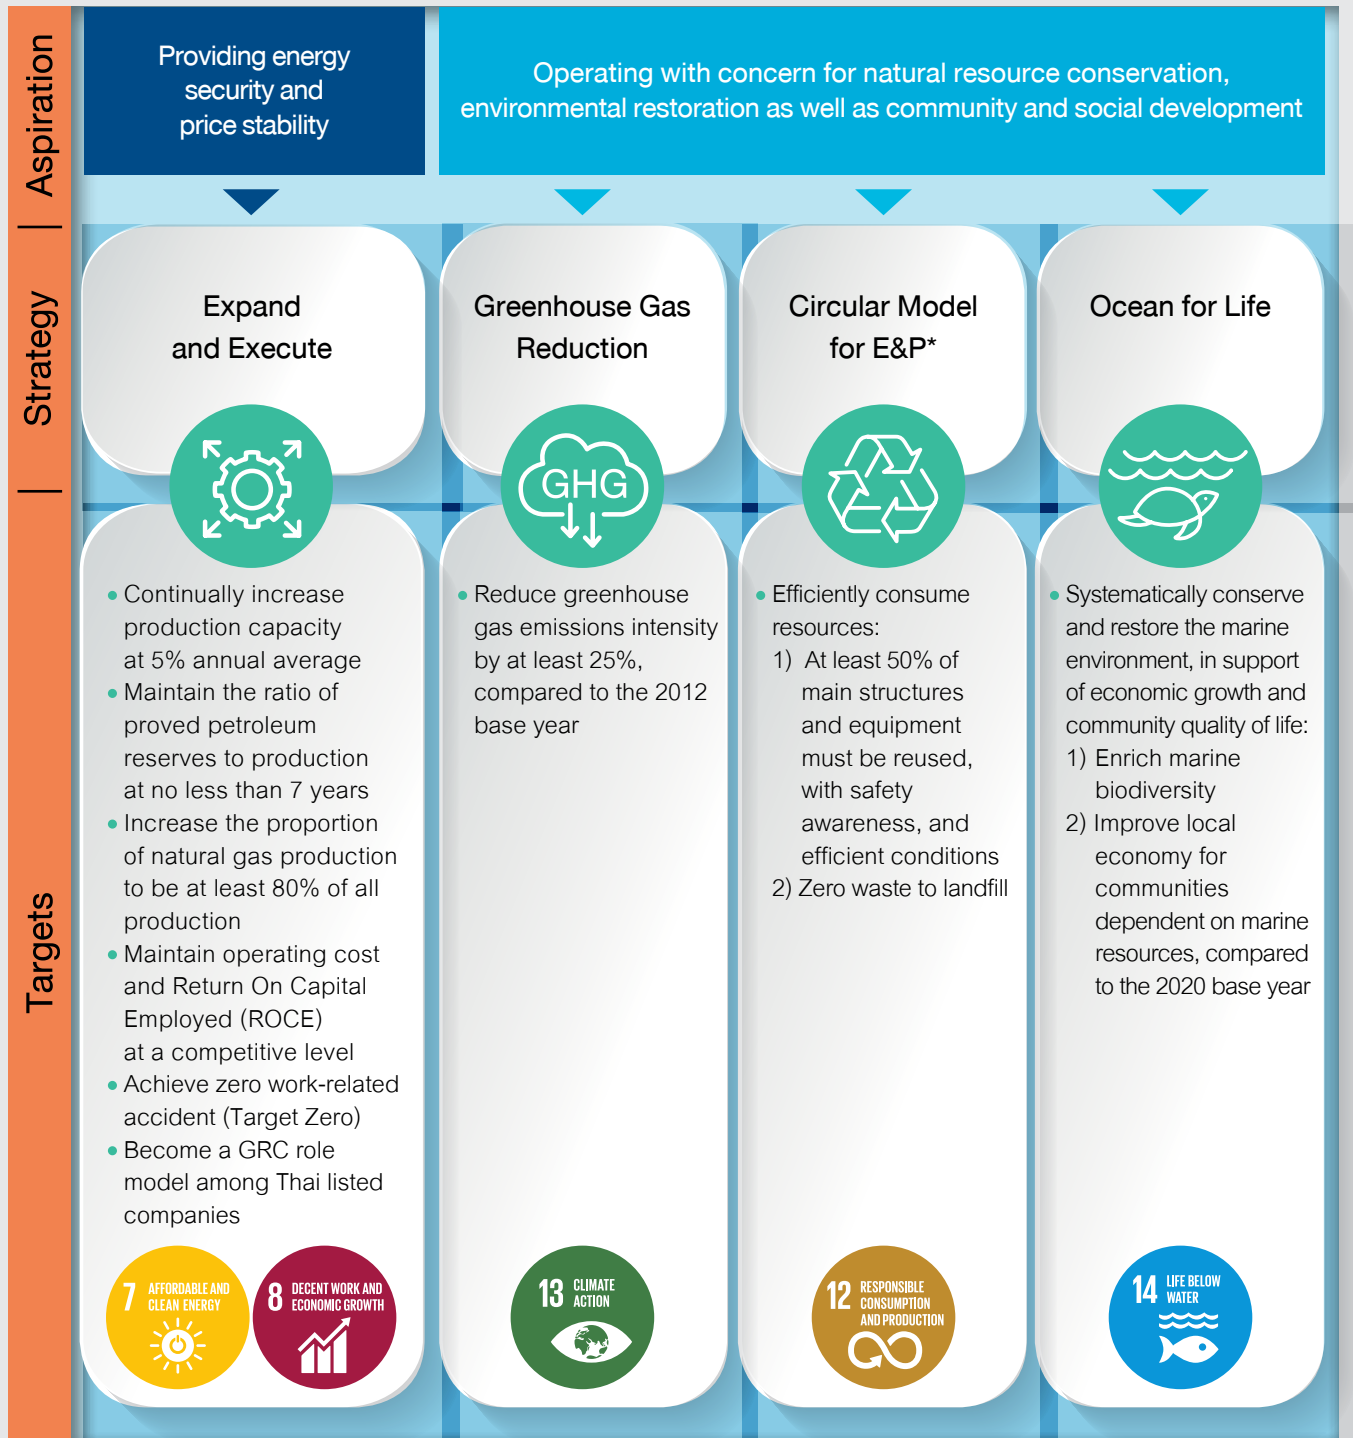 Aspiration
Providing energy
security and
price stability
Operating with concern for natural resource conservation,
environmental restoration as well as community and social development
Strategy
Expand
and Execute
Greenhouse Gas
Reduction
GHG
Circular Model
for E&P*
Ocean for Life
Targets
• Continually increase
production capacity
at 5% annual average
• Maintain the ratio of
proved petroleum
reserves to production
at no less than 7 years
• Increase the proportion
of natural gas production
to be at least 80% of all
production
• Maintain operating cost
and Return On Capital
Employed (ROCE)
at a competitive level
• Achieve zero work-related
accident (Target Zero)
• Become a GRC role
model among Thai listed
companies
7 AFFORDABLE AND
CLEAN ENERGY
8 DECENT WORK AND
ECONOMIC GROWTH
• Reduce greenhouse
gas emissions intensity
by at least 25%,
compared to the 2012
base year
13 CLIMATE
ACTION
• Efficiently consume
resources:
1) At least 50% of
main structures
and equipment
must be reused,
with safety
awareness, and
efficient conditions
2) Zero waste to landfill
12 RESPONSIBLE
CONSUMPTION
AND PRODUCTION
• Systematically conserve
and restore the marine
environment, in support
of economic growth and
community quality of life:
1) Enrich marine
biodiversity
2) Improve local
economy for
communities
dependent on marine
resources, compared
to the 2020 base year
14 LIFE BELOW
WATER